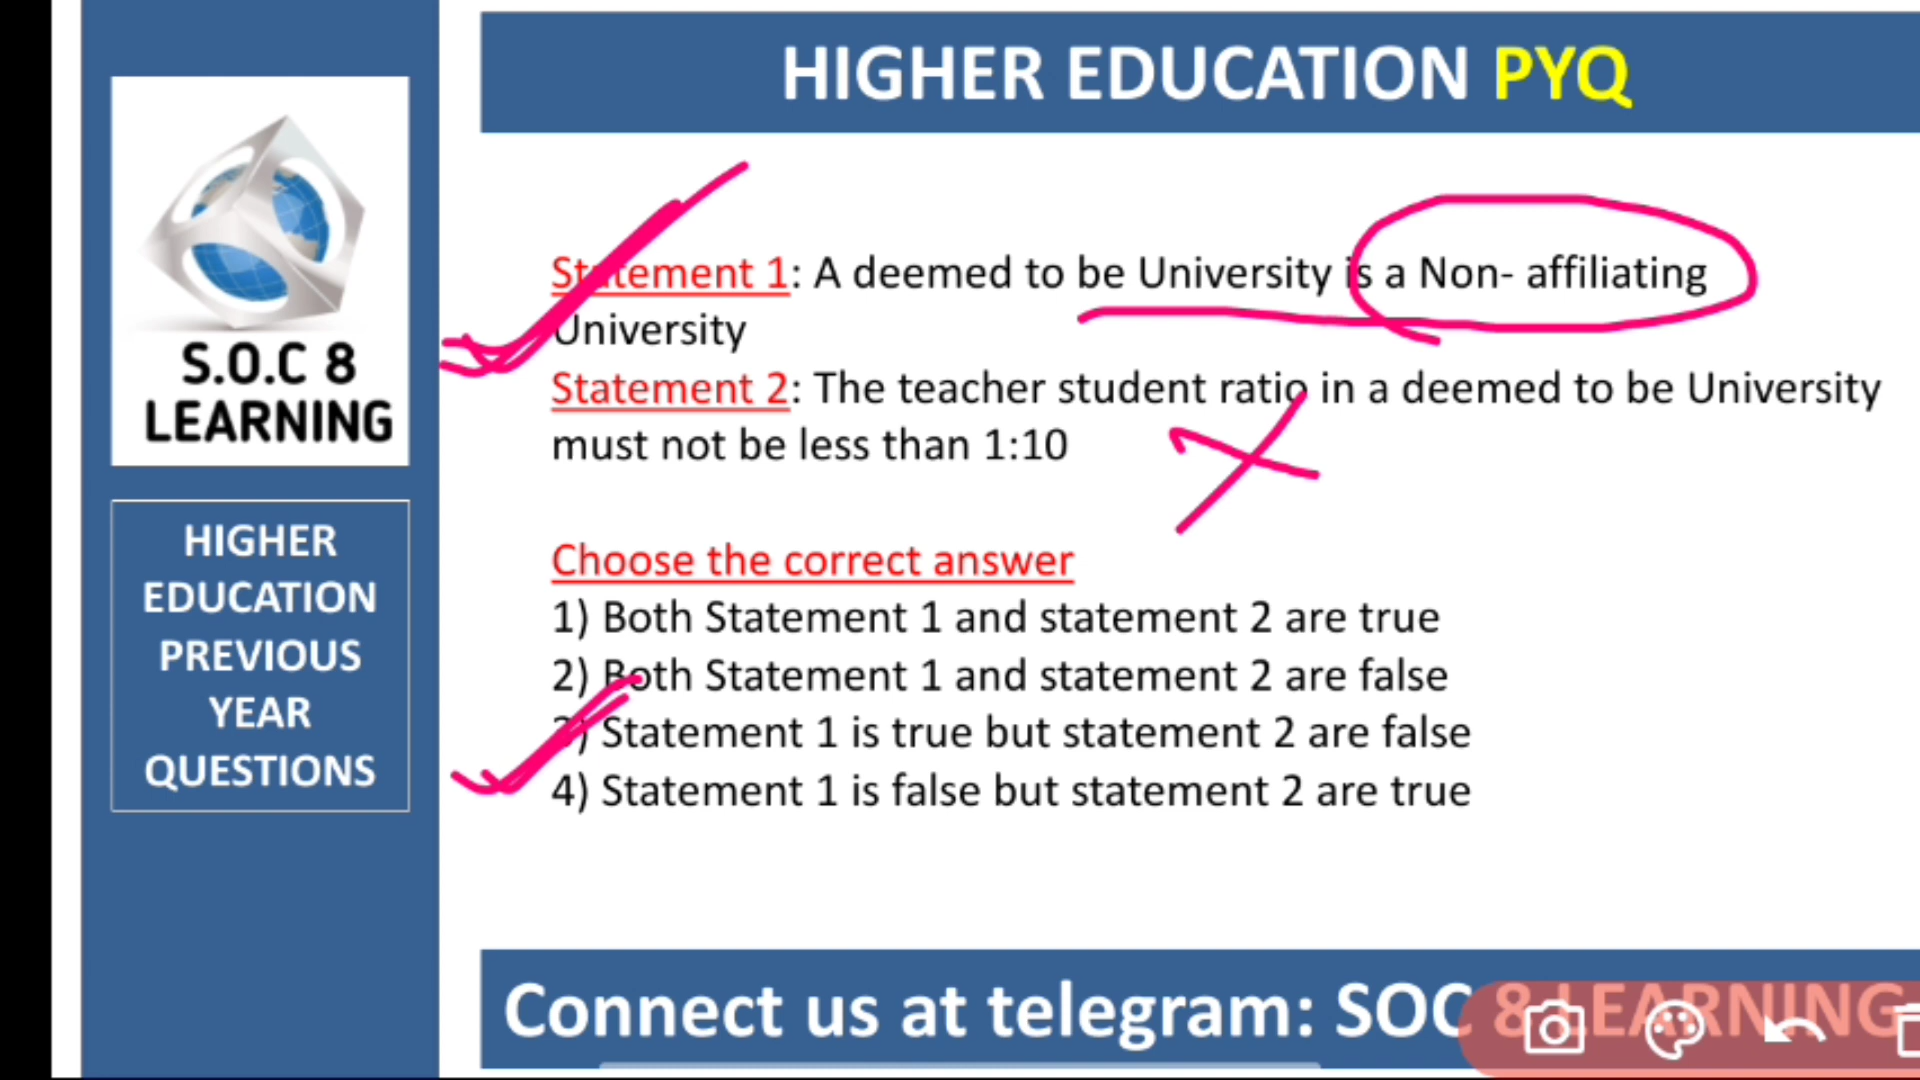 HIGHER EDUCATION PYQ
S.O.C 8
LEARNING
HIGHER
EDUCATION
PREVIOUS
YEAR
QUESTIONS
Statement 1: A deemed to be University is a Non- affiliating
University
Statement 2: The teacher student ratio in a deemed to be University
must not be less than 1:10
Choose the correct answer
1) Both Statement 1 and statement 2 are true
2) Both Statement 1 and statement 2 are false
3) Statement 1 is true but statement 2 are false
4) Statement 1 is false but statement 2 are true
Connect us at telegram: SOC 8 LEARNING